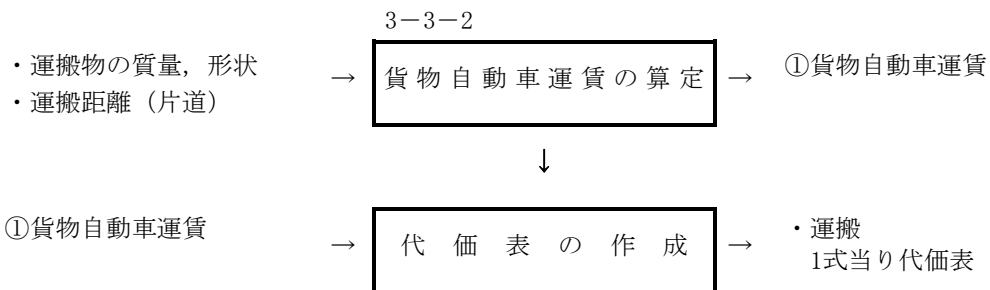 3－3－2
・運搬物の質量，形状
・運搬距離（片道）
→
貨物自動車運賃の算定
→
①貨物自動車運賃
↓
①貨物自動車運賃
→
代価表の作成
→
・運搬
1式当り代価表